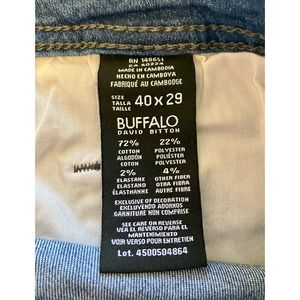 RN 149651
CA 40224
MADE IN CAMBODIA
HECHO EN CAMBOYA
FABRIQUÉ AU CAMBODGE
SIZE
TALLA
TAILLE
40 x 29
BUFFALO
DAVID BITTON
72% 22%
COTTON POLYESTER
ALGODÓN POLIÉSTER
COTON POLYESTER
2% 4%
ELASTANE OTHER FIBER
ELASTANO OTRA FIBRA
ÉLASTHANNE AUTRE FIBRE
EXCLUSIVE OF DECORATION
EXCLUYENDO ADORNOS
GARNITURE NON COMPRISE
SEE CARE ON REVERSE
VEA EL REVERSO PARA EL
MANTENIMIENTO
VOIR VERSO POUR ENTRETIEN
Lot. 4500504864